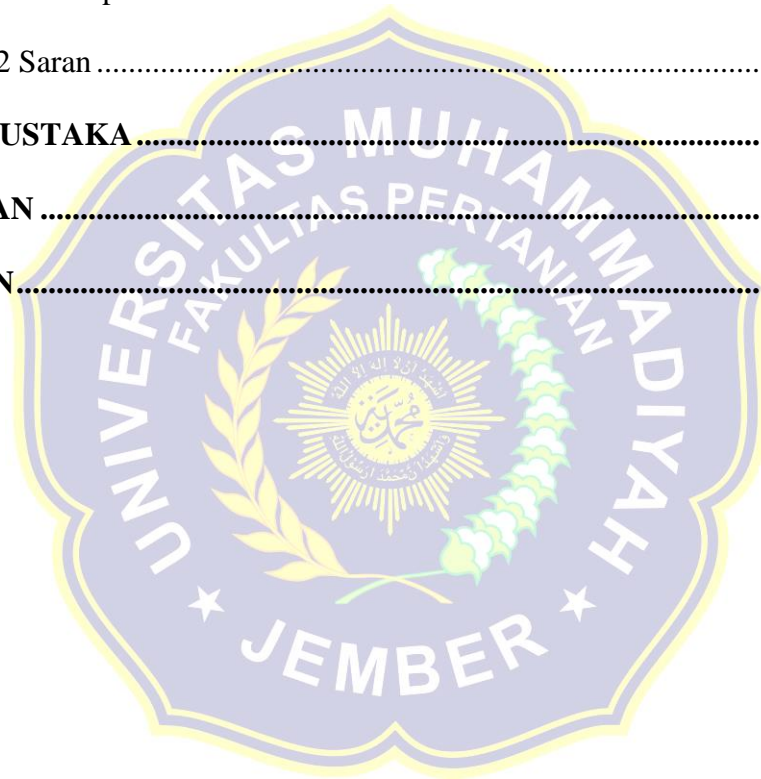 2 Saran ........................................................................
USTAKA ..................................................................
AN ............................................................................
N ...............................................................................
UNIVERSITAS MUHAMMADIYAH
FAKULTAS PERTANIAN
JEMBER